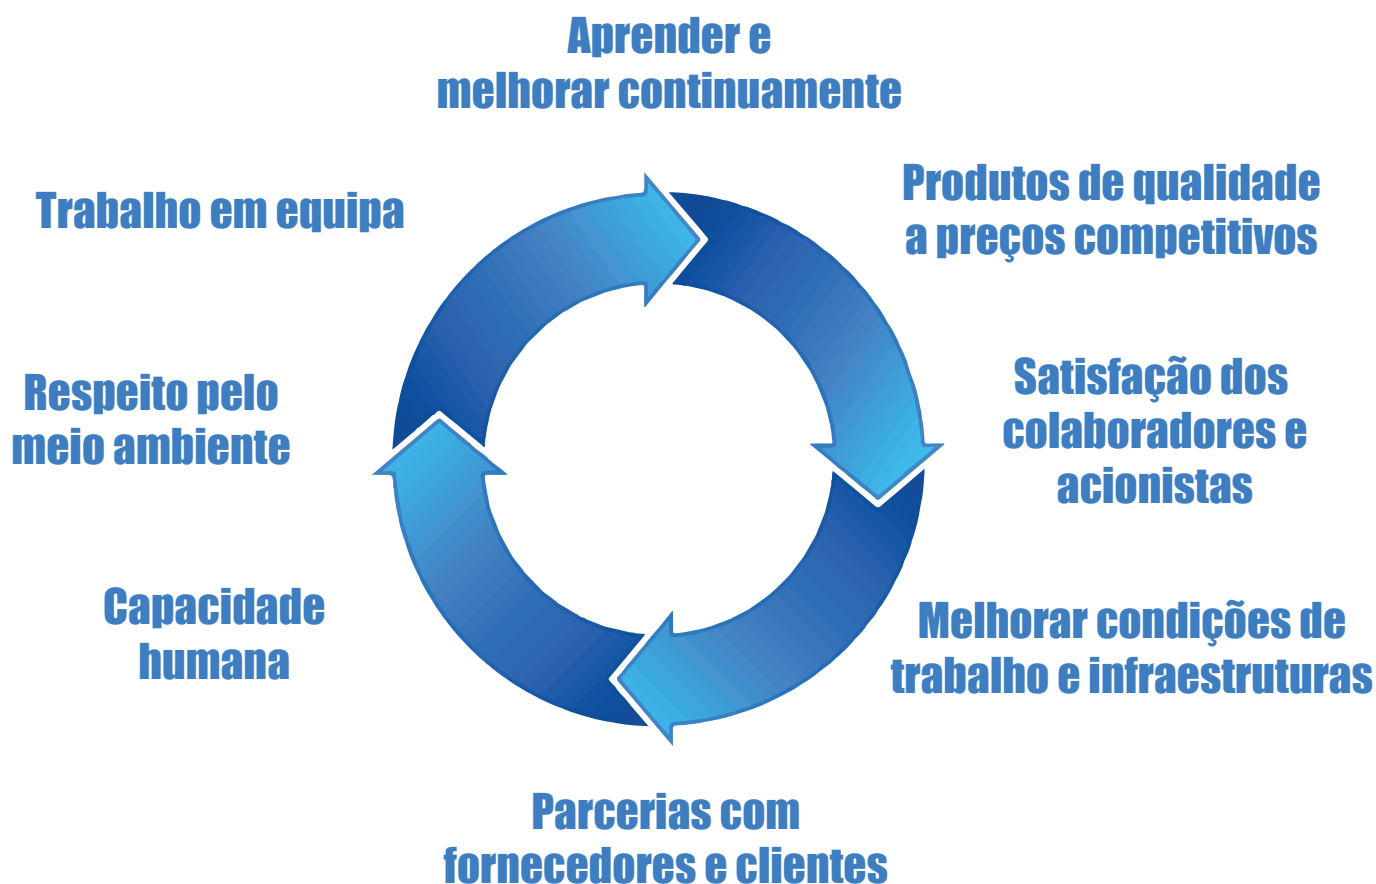 Aprender e
melhorar continuamente
Produtos de qualidade
a preços competitivos
Satisfação dos
colaboradores e
acionistas
Melhorar condições de
trabalho e infraestruturas
Parcerias com
fornecedores e clientes
Capacidade
humana
Respeito pelo
meio ambiente
Trabalho em equipa